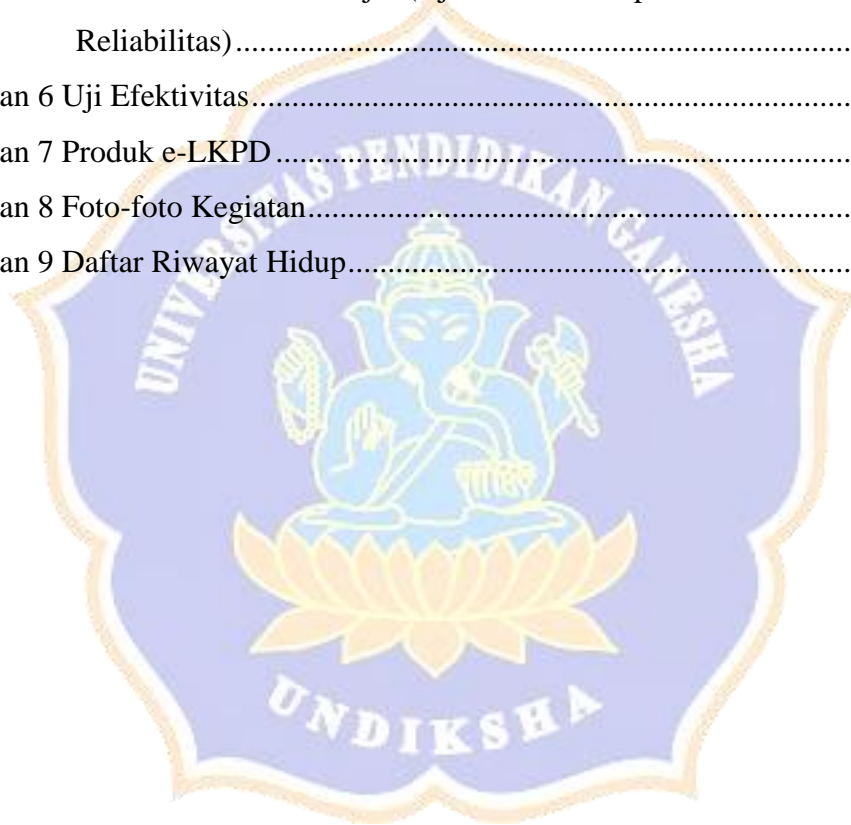 Reliabilitas)................................................................................
an 6 Uji Efektivitas................................................................................
an 7 Produk e-LKPD................................................................................
an 8 Foto-foto Kegiatan................................................................................
an 9 Daftar Riwayat Hidup................................................................................
UNIVERSITAS PENDIDIKAN GANESHA
UNDIKSHA